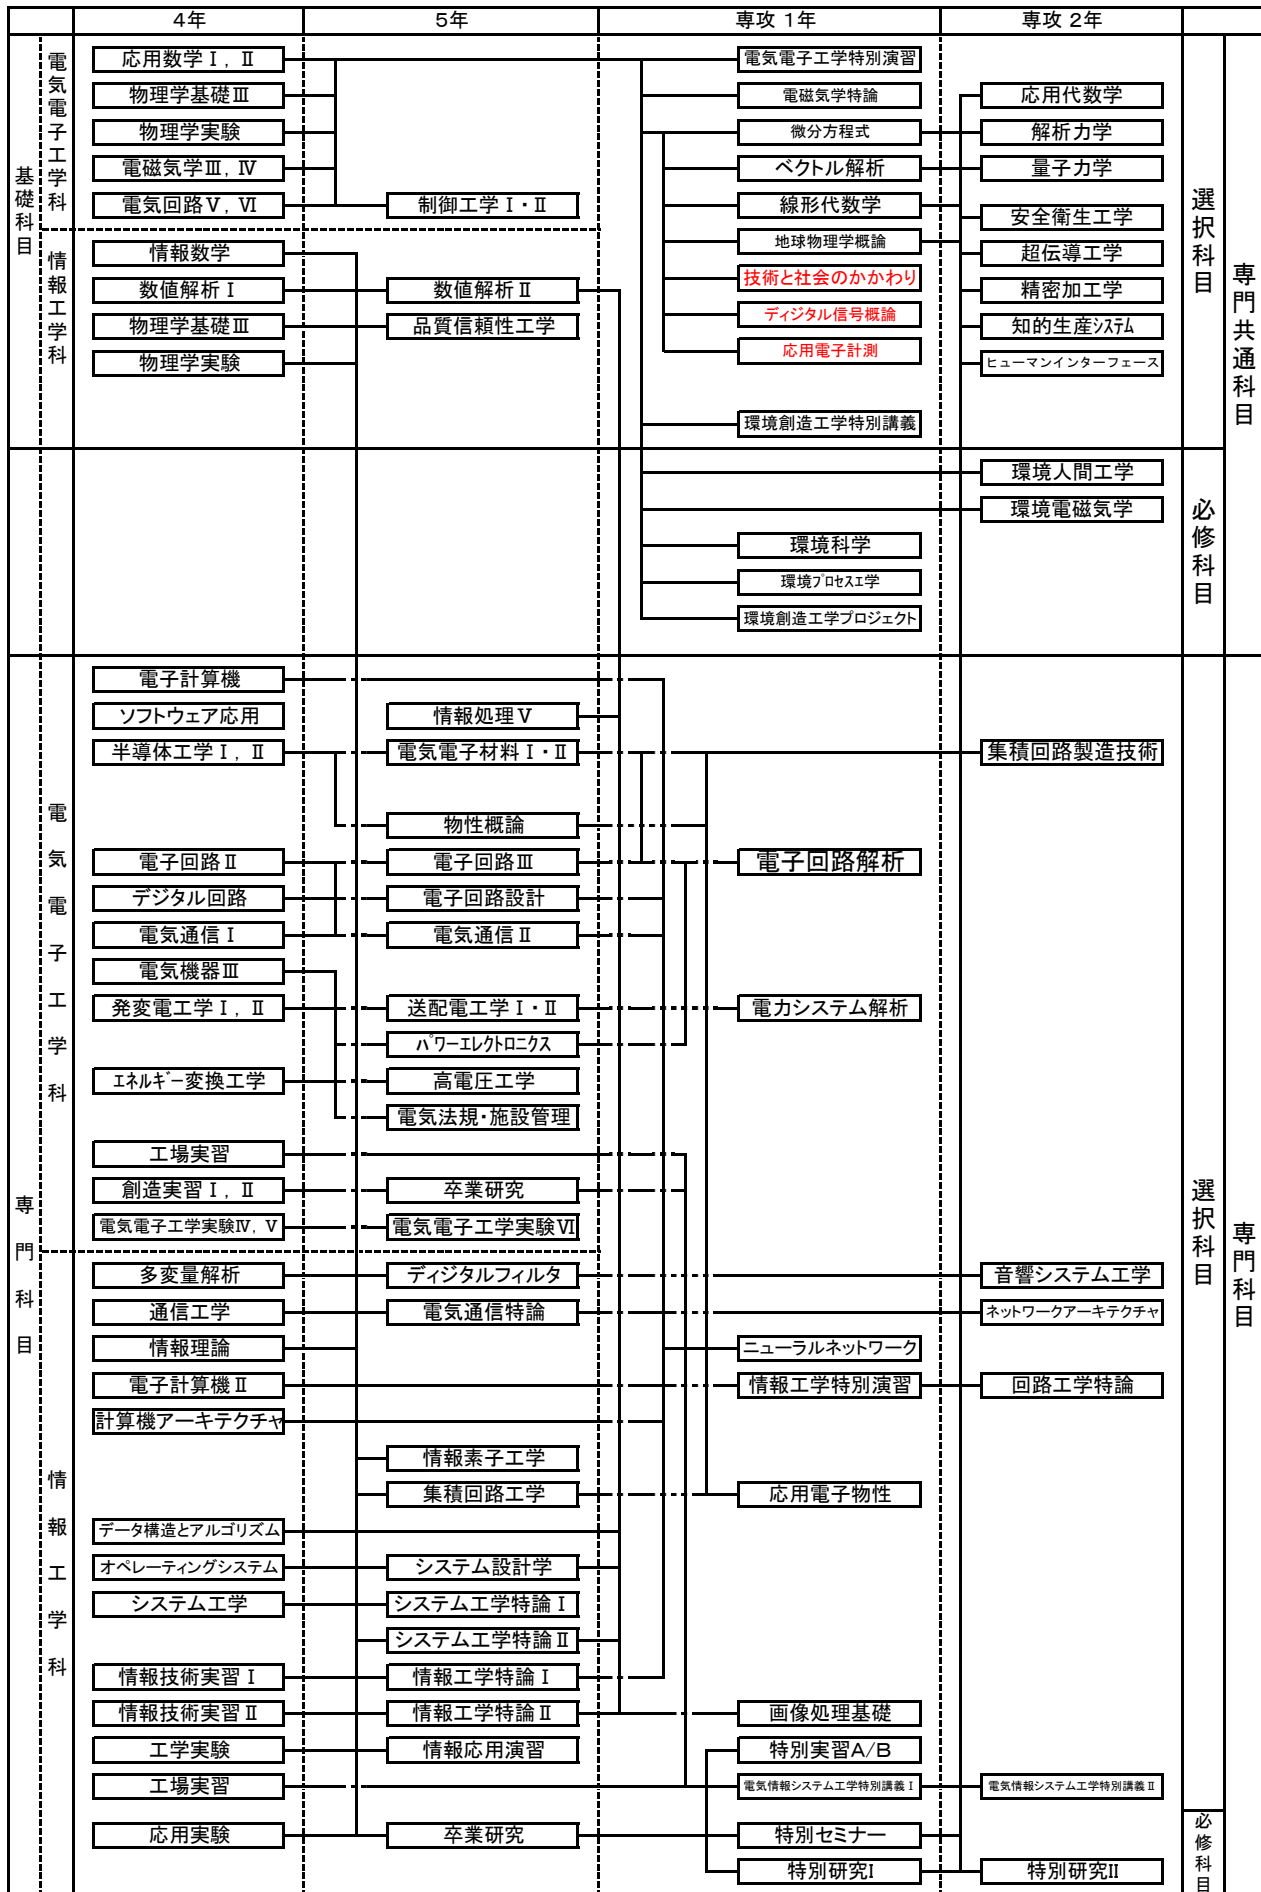 4年 5年 専攻 1年 専攻 2年
基礎科目
電気電子工学科
応用数学Ⅰ, Ⅱ 電気電子工学特別演習
物理学基礎Ⅲ 電磁気学特論 応用代数学
物理学実験 微分方程式 解析力学
電磁気学Ⅲ, Ⅳ ベクトル解析 量子力学
電気回路Ⅴ, Ⅵ 制御工学Ⅰ・Ⅱ 線形代数学 安全衛生工学
情報工学科
情報数学 地球物理学概論 超伝導工学
数値解析Ⅰ 数値解析Ⅱ 技術と社会のかかわり 精密加工学
物理学基礎Ⅲ 品質信頼性工学 ディジタル信号概論 知的生産システム
物理学実験 応用電子計測 ヒューマンインターフェース
環境創造工学特別講義
選択科目
専門共通科目
環境人間工学
環境電磁気学
環境科学
環境プロセス工学
環境創造工学プロジェクト
必修科目
専門科目
電気電子工学科
電子計算機
ソフトウェア応用 情報処理Ⅴ
半導体工学Ⅰ, Ⅱ 電気電子材料Ⅰ・Ⅱ 集積回路製造技術
物性概論
電子回路Ⅱ 電子回路Ⅲ 電子回路解析
デジタル回路 電子回路設計
電気通信Ⅰ 電気通信Ⅱ
電気機器Ⅲ
発変電工学Ⅰ, Ⅱ 送配電工学Ⅰ・Ⅱ 電力システム解析
パワーエレクトロニクス
エネルギー変換工学 高電圧工学
電気法規・施設管理
工場実習
創造実習Ⅰ, Ⅱ 卒業研究
電気電子工学実験Ⅳ, Ⅴ 電気電子工学実験Ⅵ
情報工学科
多変量解析 ディジタルフィルタ 音響システム工学
通信工学 電気通信特論 ネットワークアーキテクチャ
情報理論 ニューラルネットワーク
電子計算機Ⅱ 情報工学特別演習 回路工学特論
計算機アーキテクチャ
情報素子工学
集積回路工学 応用電子物性
データ構造とアルゴリズム
オペレーティングシステム システム設計学
システム工学 システム工学特論Ⅰ
システム工学特論Ⅱ
情報技術実習Ⅰ 情報工学特論Ⅰ
情報技術実習Ⅱ 情報工学特論Ⅱ 画像処理基礎
工学実験 情報応用演習 特別実習A/B
工場実習 電気情報システム工学特別講義Ⅰ 電気情報システム工学特別講義Ⅱ
応用実験 卒業研究 特別セミナー
特別研究I 特別研究II
選択科目
必修科目
専門科目